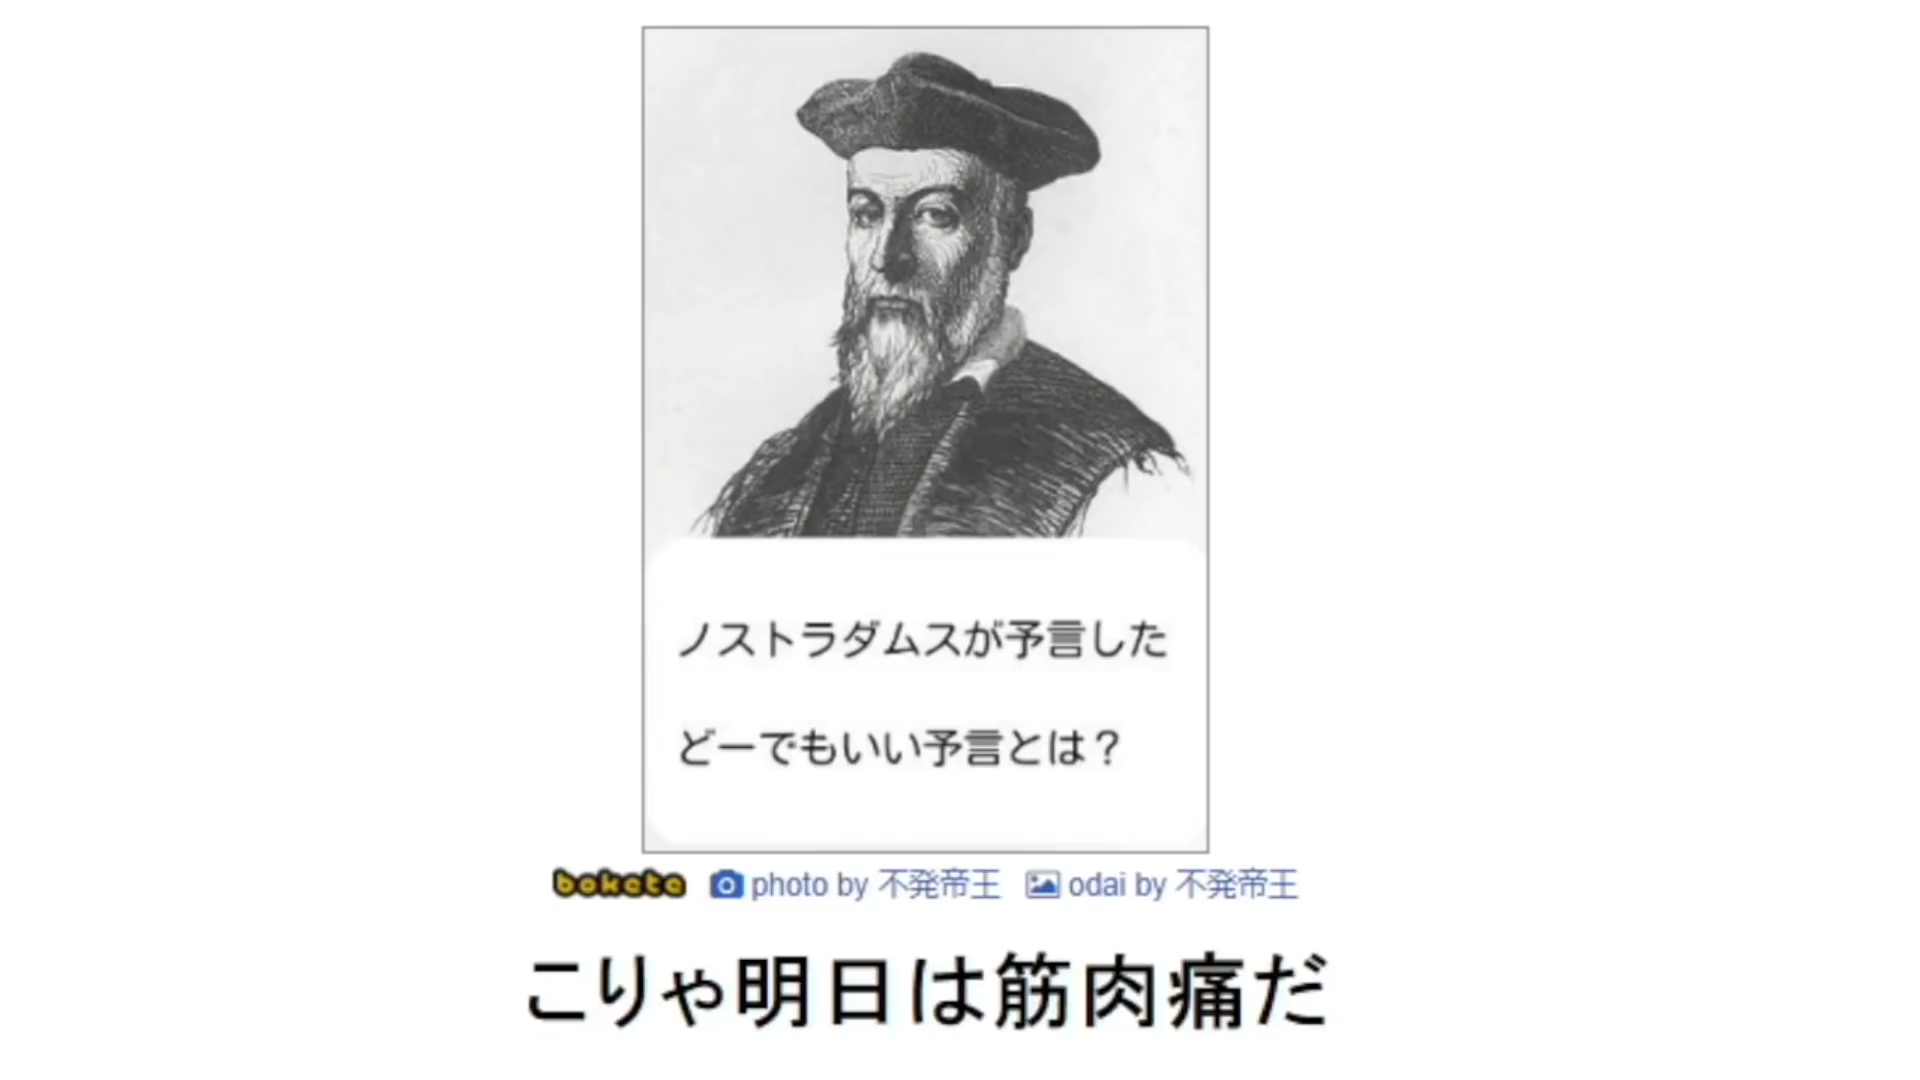 ノストラダムスが予言した
どーでもいい予言とは？
bokete photo by 不発帝王 odai by 不発帝王
こりゃ明日は筋肉痛だ